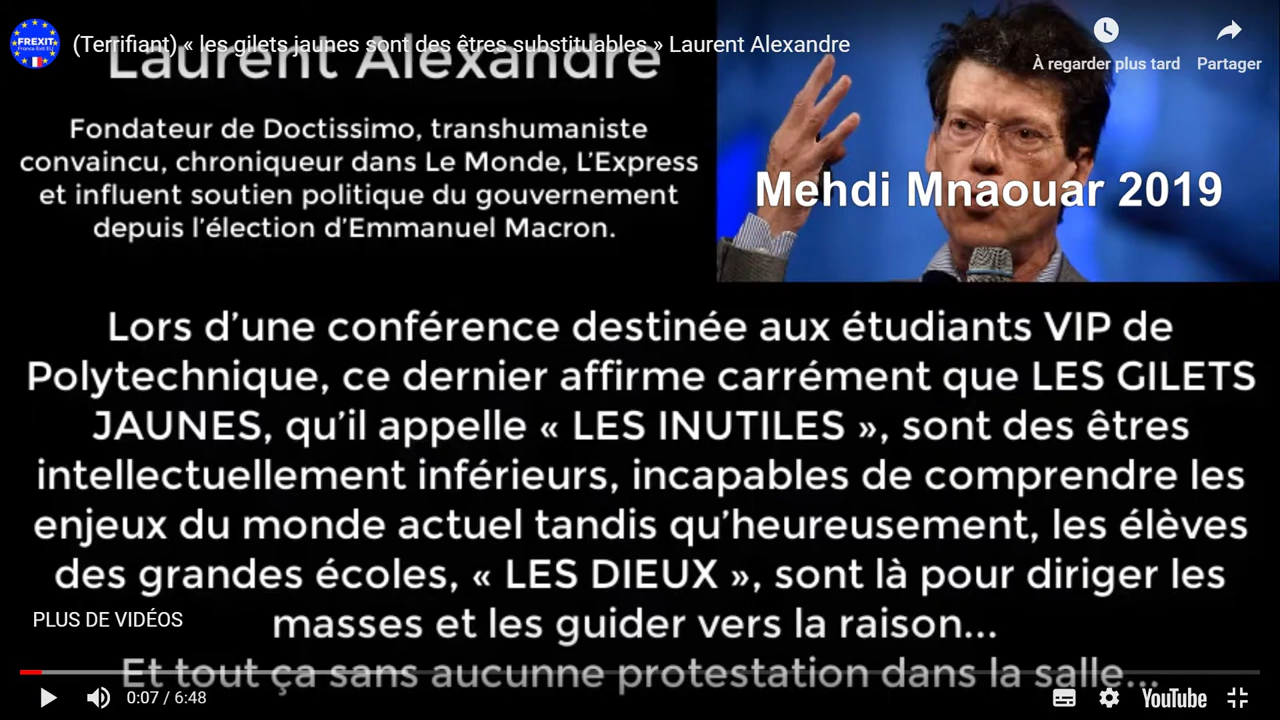 FREXIT
France Exit EU
(Terrifiant) « les gilets jaunes sont des êtres substituables » Laurent Alexandre
À regarder plus tard
Partager
Laurent Alexandre
Fondateur de Doctissimo, transhumaniste
convaincu, chroniqueur dans Le Monde, L'Express
et influent soutien politique du gouvernement
depuis l'élection d'Emmanuel Macron.
Mehdi Mnaouar 2019
Lors d'une conférence destinée aux étudiants VIP de
Polytechnique, ce dernier affirme carrément que LES GILETS
JAUNES, qu'il appelle « LES INUTILES », sont des êtres
intellectuellement inférieurs, incapables de comprendre les
enjeux du monde actuel tandis qu'heureusement, les élèves
des grandes écoles, « LES DIEUX », sont là pour diriger les
masses et les guider vers la raison...
PLUS DE VIDÉOS
Et tout ça sans aucunne protestation dans la salle...
0:07 / 6:48
YouTube